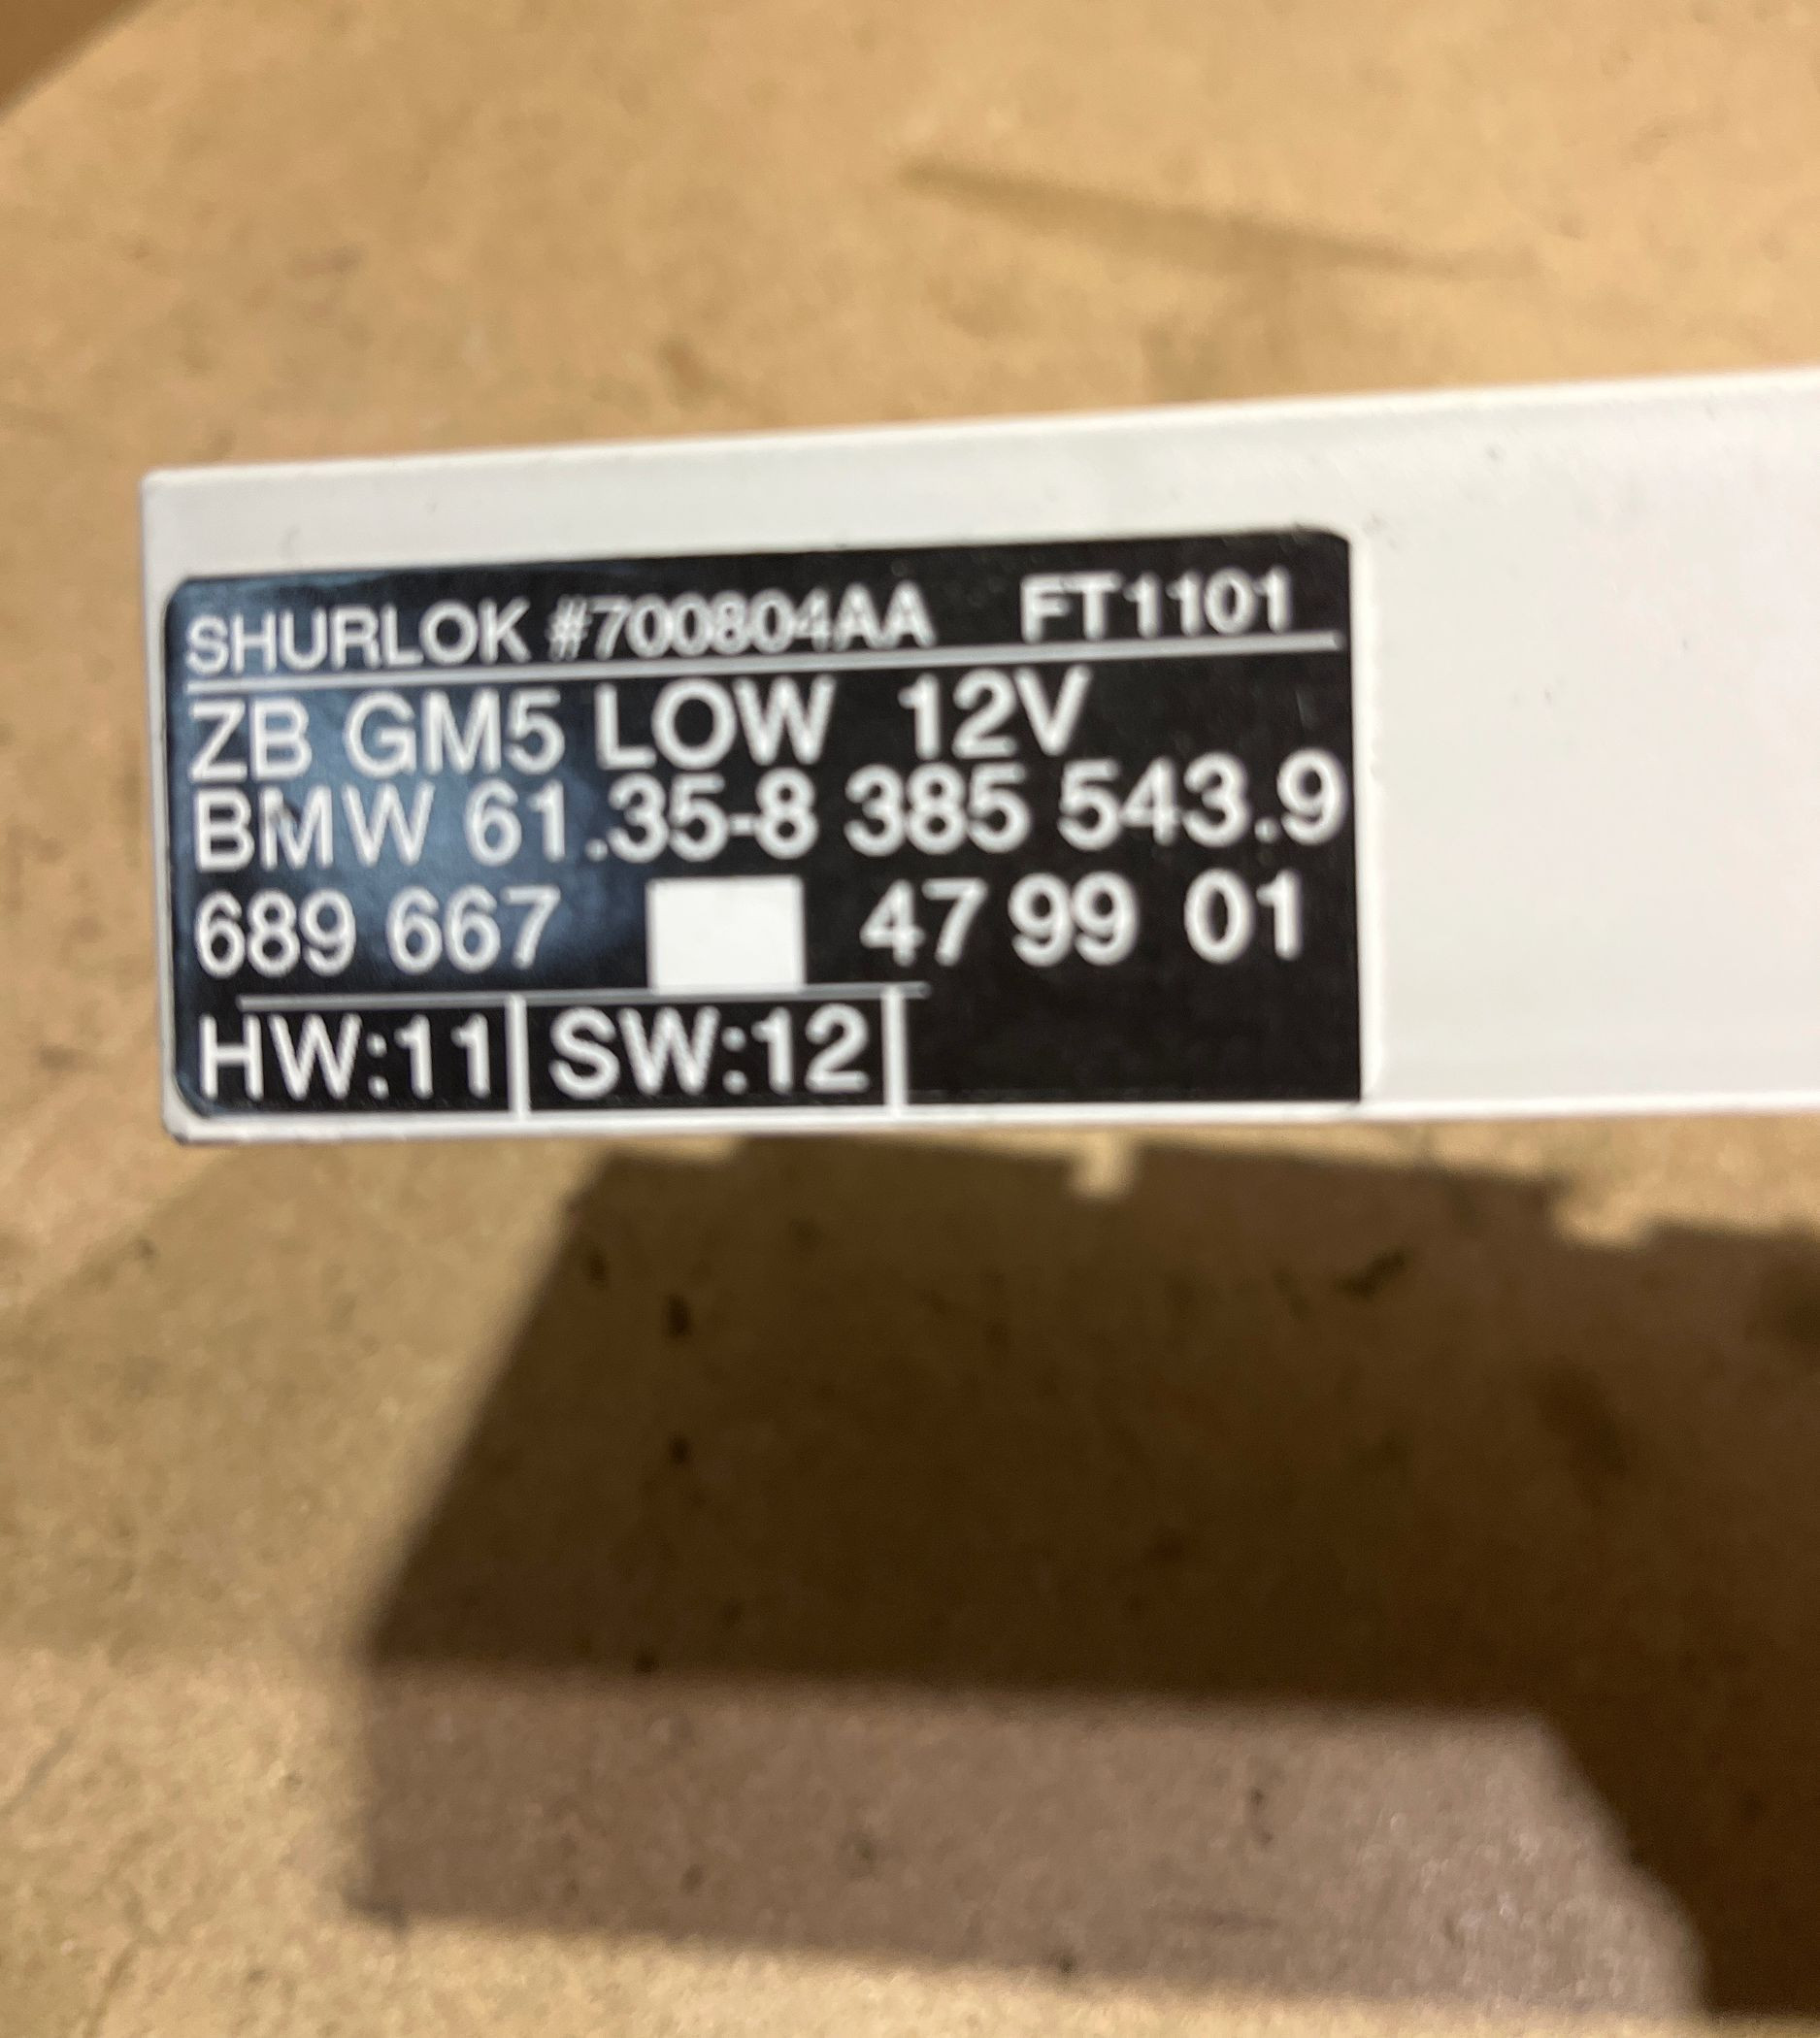 SHURLOK #700804AA FT1101
ZB GM5 LOW 12V
BMW 61.35-8 385 543.9
689 667 47 99 01
HW:11 SW:12